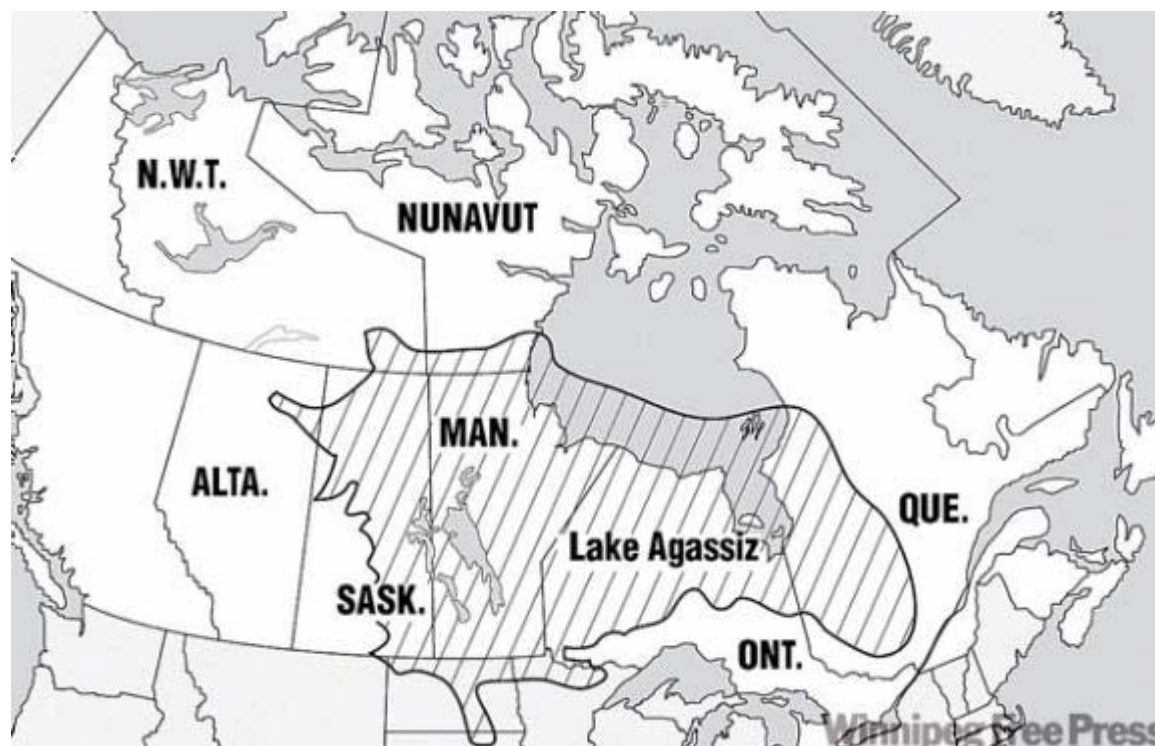 N.W.T.
NUNAVUT
MAN.
ALTA.
QUE.
Lake Agassiz
SASK.
ONT.
Winnipeg Free Press